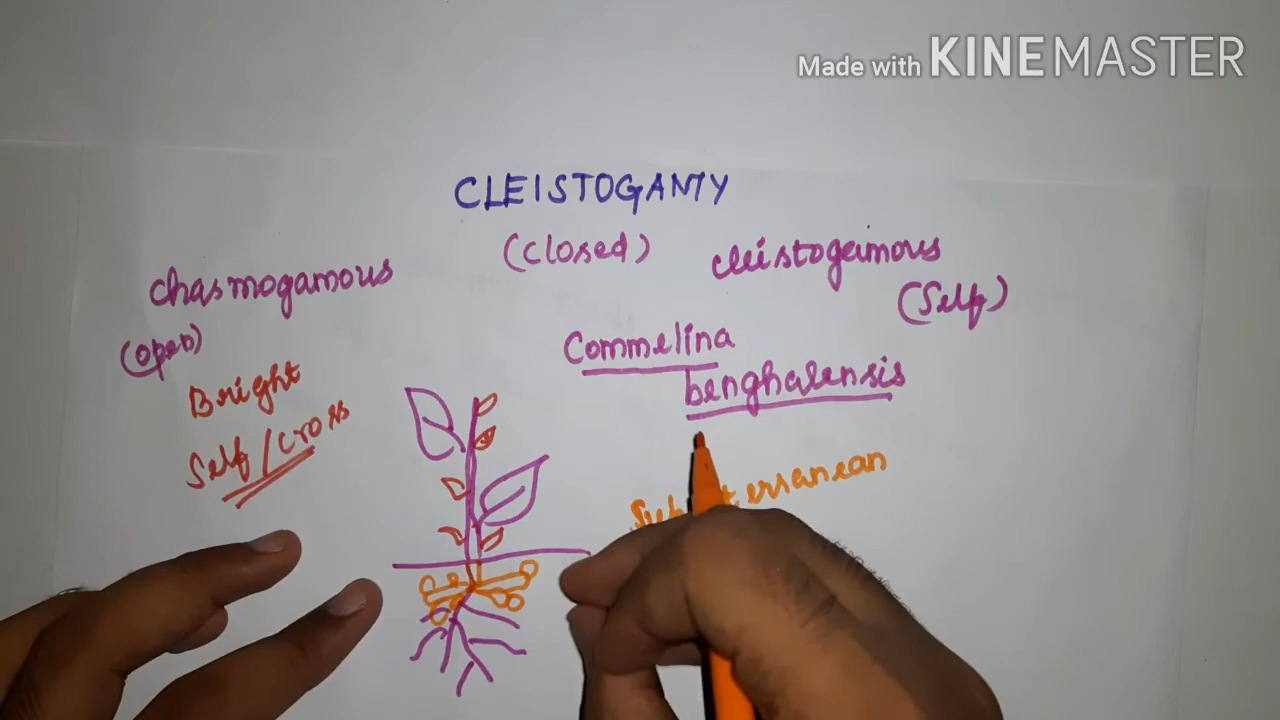 Made with KINEMASTER
CLEISTOGAMY
(closed)
chasmogamous
(open)
cleistogamous
(Self)
Commelina
benghalensis
Bright
Self/cross